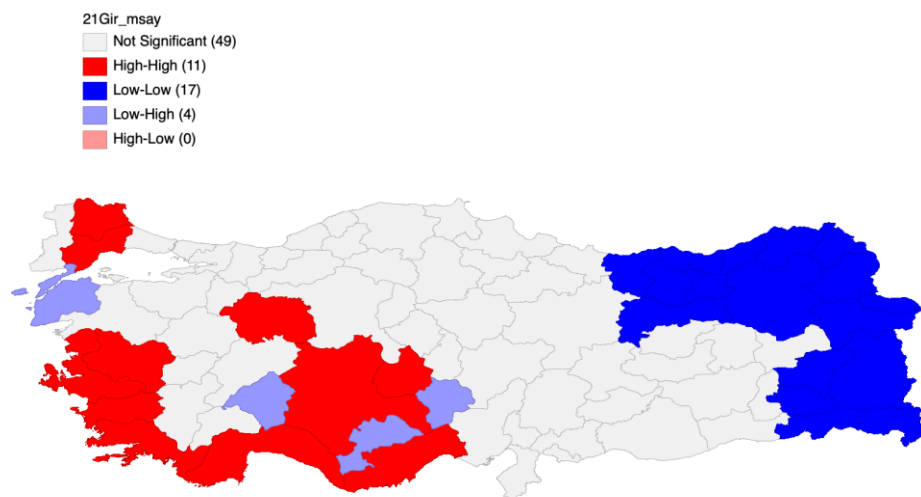 21Gir_msay
Not Significant (49)
High-High (11)
Low-Low (17)
Low-High (4)
High-Low (0)